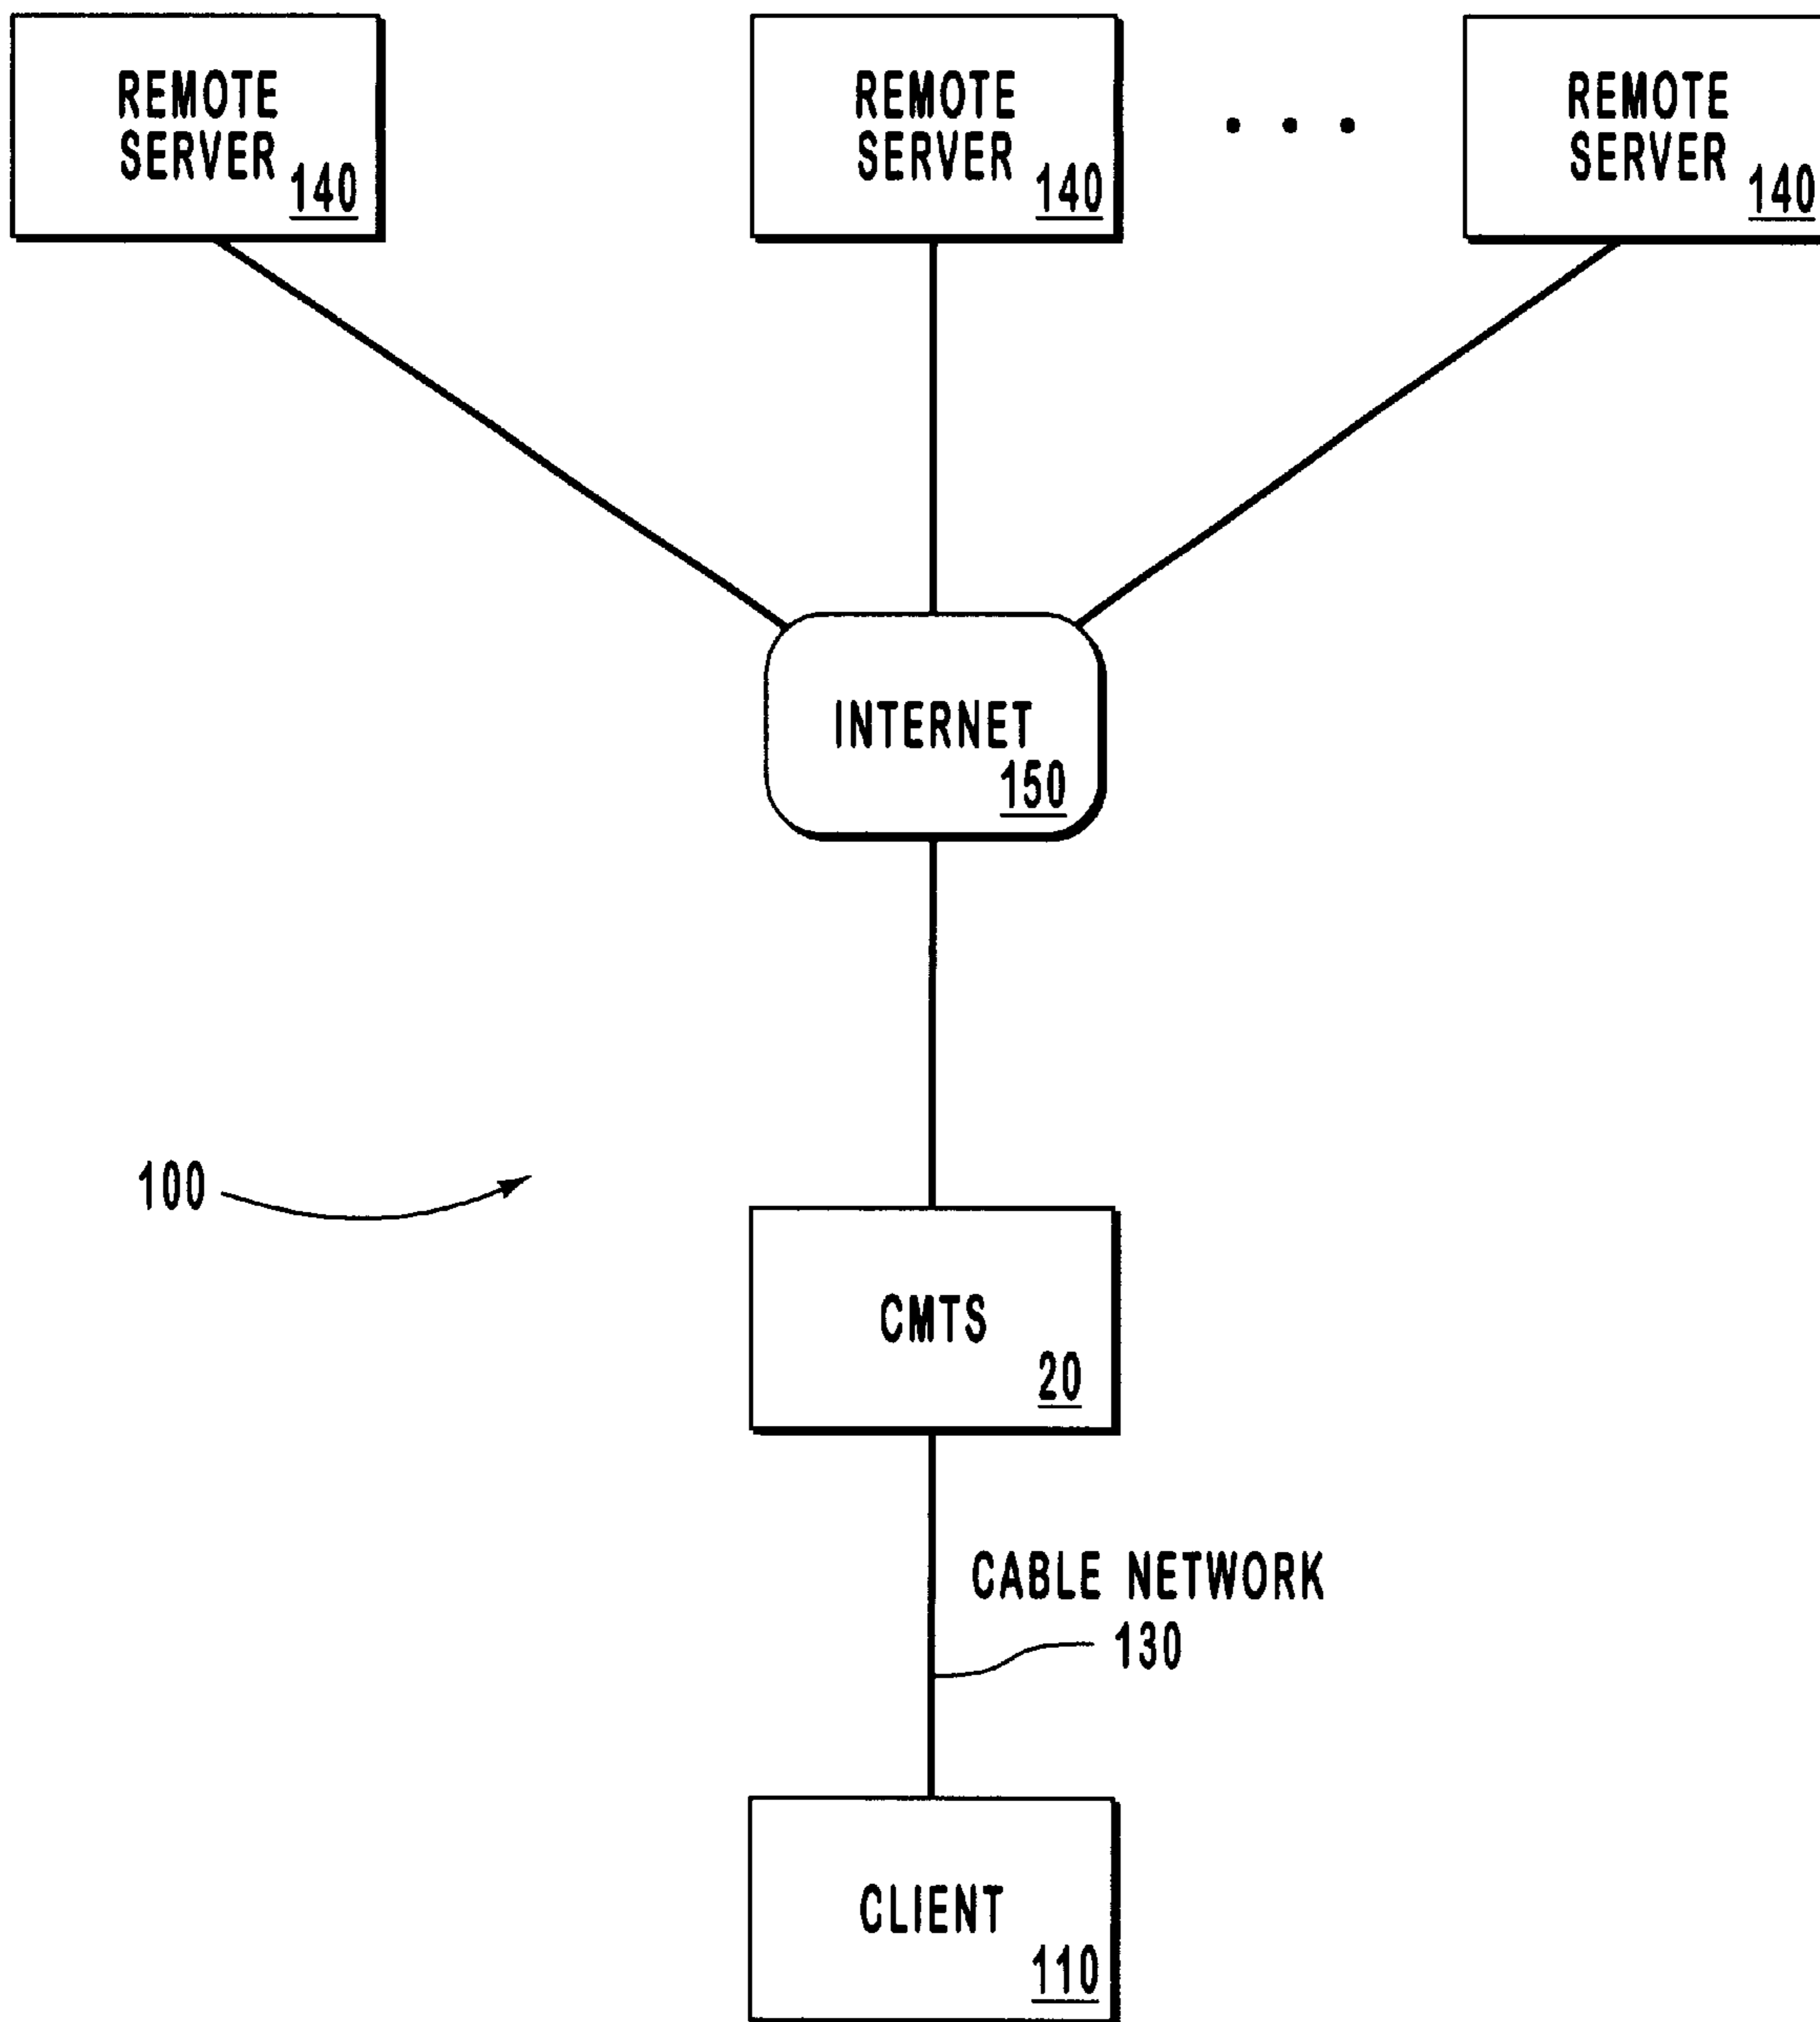 REMOTE
SERVER
140
REMOTE
SERVER
140
. . .
REMOTE
SERVER
140
INTERNET
150
100
CMTS
20
CABLE NETWORK
130
CLIENT
110